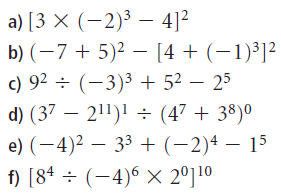 a) [3 × (−2)³ − 4]²
b) (−7 + 5)² − [4 + (−1)³]²
c) 9² ÷ (−3)³ + 5² − 2⁵
d) (3⁷ − 2¹¹)¹ ÷ (4⁷ + 3⁸)⁰
e) (−4)² − 3³ + (−2)⁴ − 1⁵
f) [8⁴ ÷ (−4)⁶ × 2⁰]¹⁰